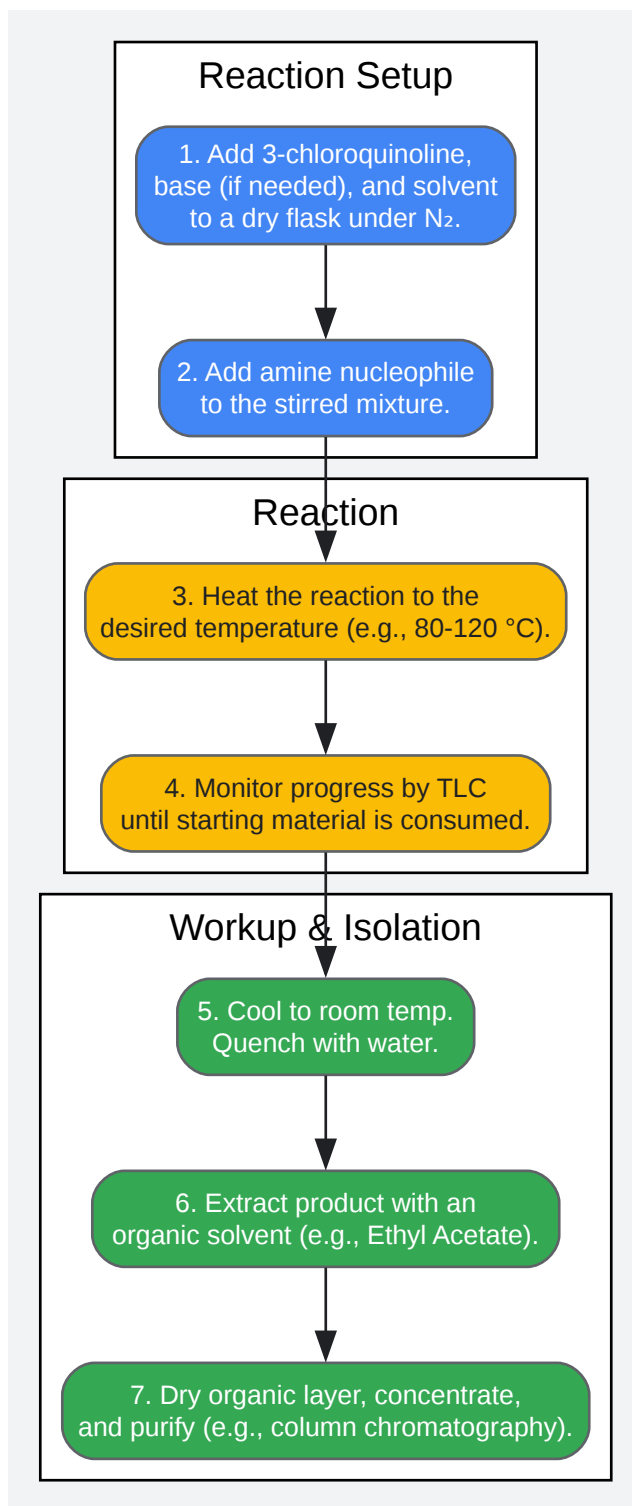 Reaction Setup
1. Add 3-chloroquinoline,
base (if needed), and solvent
to a dry flask under N₂.
2. Add amine nucleophile
to the stirred mixture.
Reaction
3. Heat the reaction to the
desired temperature (e.g., 80-120 °C).
4. Monitor progress by TLC
until starting material is consumed.
Workup & Isolation
5. Cool to room temp.
Quench with water.
6. Extract product with an
organic solvent (e.g., Ethyl Acetate).
7. Dry organic layer, concentrate,
and purify (e.g., column chromatography).